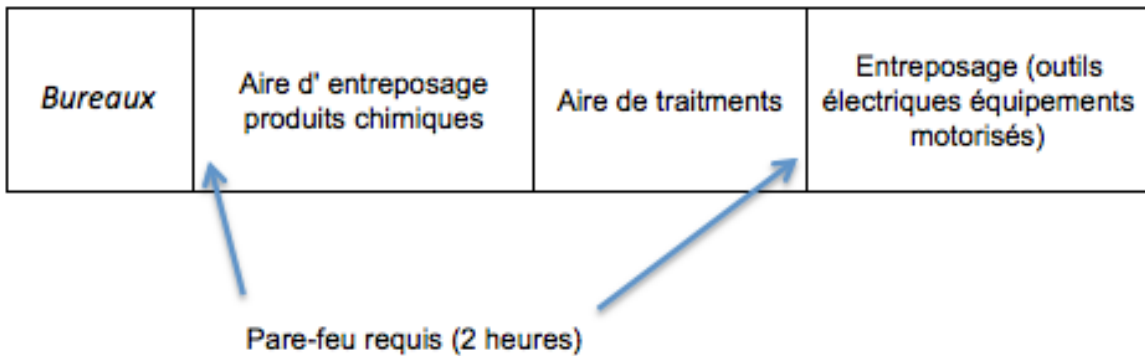 Bureaux
Aire d' entreposage
produits chimiques
Aire de traitments
Entreposage (outils
électriques équipements
motorisés)
Pare-feu requis (2 heures)